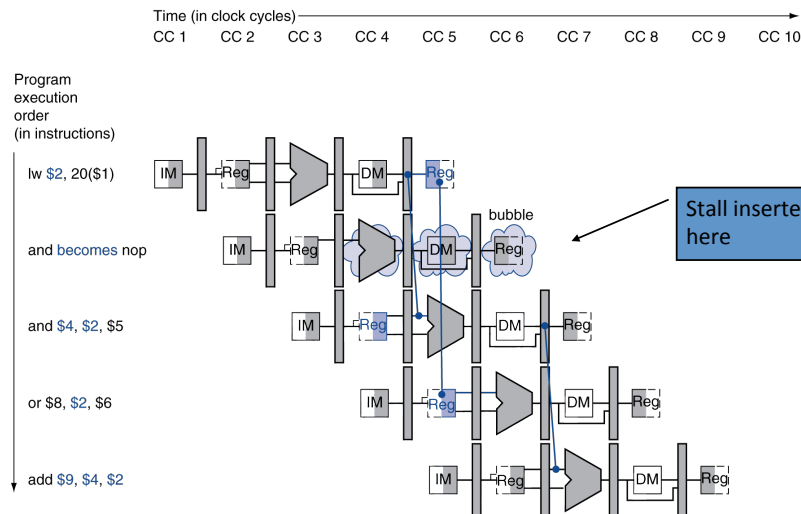 Time (in clock cycles)
CC 1 CC 2 CC 3 CC 4 CC 5 CC 6 CC 7 CC 8 CC 9 CC 10
Program
execution
order
(in instructions)
lw $2, 20($1)
IM Reg DM Reg
bubble
Stall inserte
here
and becomes nop
IM Reg DM Reg
and $4, $2, $5
IM Reg DM Reg
or $8, $2, $6
IM Reg DM Reg
add $9, $4, $2
IM Reg DM Reg